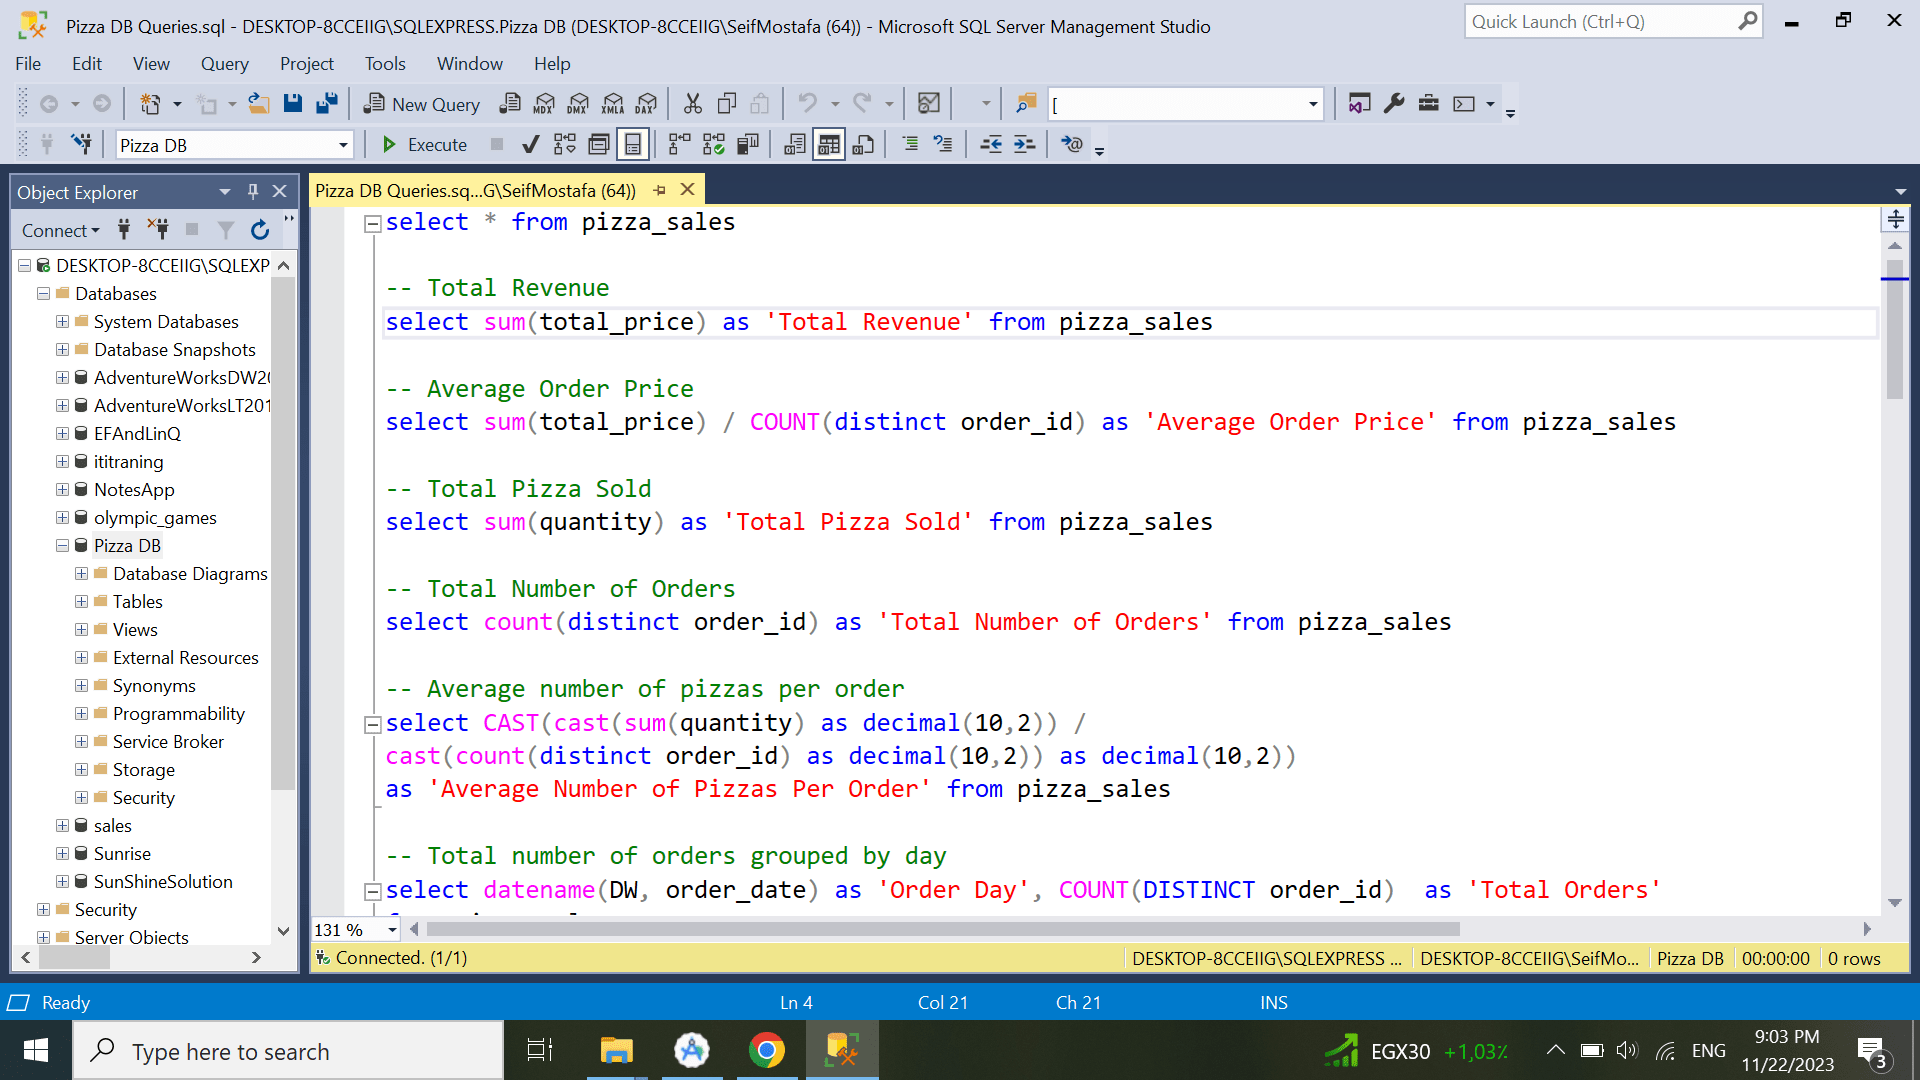 Pizza DB Queries.sql - DESKTOP-8CCEIIG\SQLEXPRESS.Pizza DB (DESKTOP-8CCEIIG\SeifMostafa (64)) - Microsoft SQL Server Management Studio
Quick Launch (Ctrl+Q)
File Edit View Query Project Tools Window Help
New Query MDX DMX XMLA DAX [
Pizza DB Execute
Object Explorer
Connect
DESKTOP-8CCEIIG\SQLEXP
Databases
System Databases
Database Snapshots
AdventureWorksDW20
AdventureWorksLT201
EFAndLinQ
ititraning
NotesApp
olympic_games
Pizza DB
Database Diagrams
Tables
Views
External Resources
Synonyms
Programmability
Service Broker
Storage
Security
sales
Sunrise
SunShineSolution
Security
Server Objects
Pizza DB Queries.sq...G\SeifMostafa (64))
select * from pizza_sales
-- Total Revenue
select sum(total_price) as 'Total Revenue' from pizza_sales
-- Average Order Price
select sum(total_price) / COUNT(distinct order_id) as 'Average Order Price' from pizza_sales
-- Total Pizza Sold
select sum(quantity) as 'Total Pizza Sold' from pizza_sales
-- Total Number of Orders
select count(distinct order_id) as 'Total Number of Orders' from pizza_sales
-- Average number of pizzas per order
select CAST(cast(sum(quantity) as decimal(10,2)) /
cast(count(distinct order_id) as decimal(10,2)) as decimal(10,2))
as 'Average Number of Pizzas Per Order' from pizza_sales
-- Total number of orders grouped by day
select datename(DW, order_date) as 'Order Day', COUNT(DISTINCT order_id)  as 'Total Orders'
131 %
Connected. (1/1)
DESKTOP-8CCEIIG\SQLEXPRESS ... DESKTOP-8CCEIIG\SeifMo... Pizza DB 00:00:00 0 rows
Ready Ln 4 Col 21 Ch 21 INS
Type here to search
EGX30 +1,03% ENG
9:03 PM
11/22/2023
3